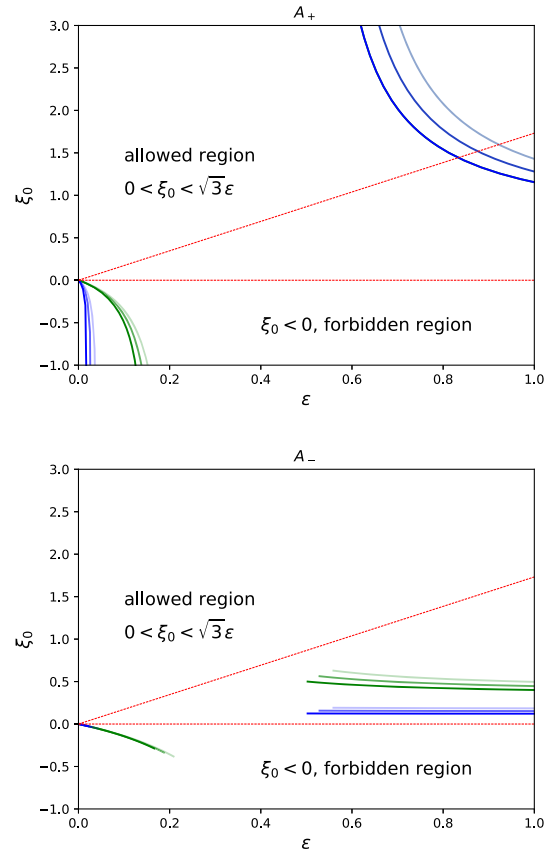 A₊
3.0
2.5
2.0
1.5
1.0
0.5
0.0
−0.5
−1.0
ξ₀
allowed region
0 < ξ₀ < √3ε
ξ₀ < 0, forbidden region
0.0 0.2 0.4 0.6 0.8 1.0
ε
A₋
3.0
2.5
2.0
1.5
1.0
0.5
0.0
−0.5
−1.0
ξ₀
allowed region
0 < ξ₀ < √3ε
ξ₀ < 0, forbidden region
0.0 0.2 0.4 0.6 0.8 1.0
ε